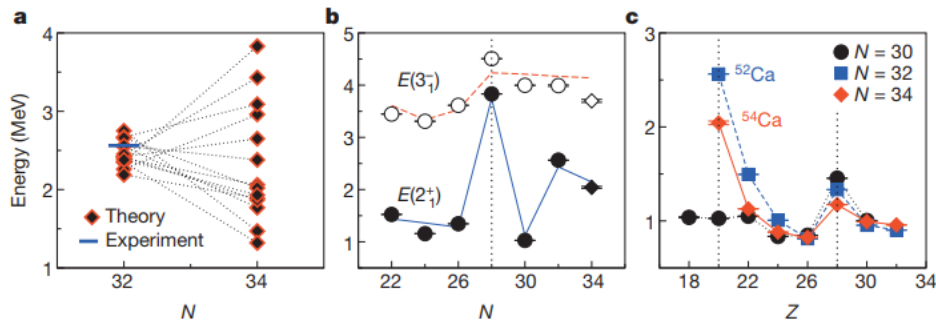 a
b
c
Energy (MeV)
4
3
2
1
32
34
N
Theory
Experiment
5
4
3
2
1
E(3⁻₁)
E(2⁺₁)
22
26
30
34
N
3
2
1
N = 30
N = 32
N = 34
⁵²Ca
⁵⁴Ca
18
22
26
30
34
Z